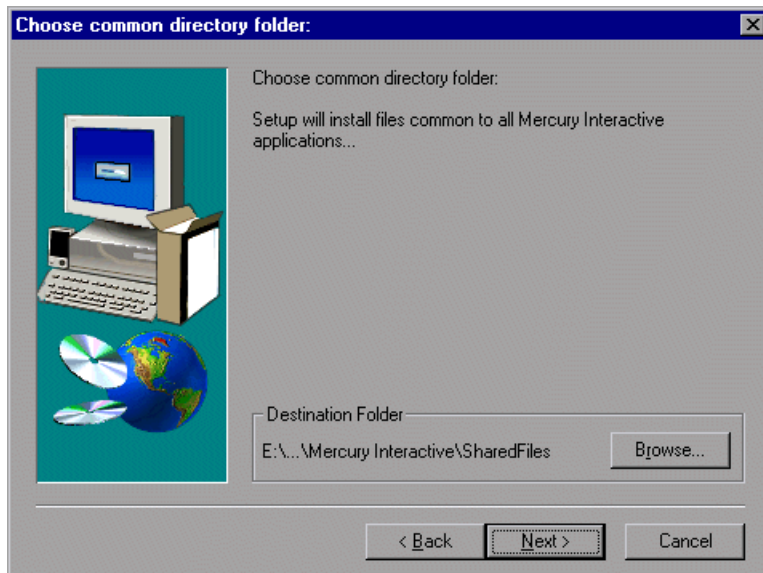 Choose common directory folder:
Choose common directory folder:
Setup will install files common to all Mercury Interactive
applications...
Destination Folder
E:\...\Mercury Interactive\SharedFiles
Browse...
< Back
Next >
Cancel